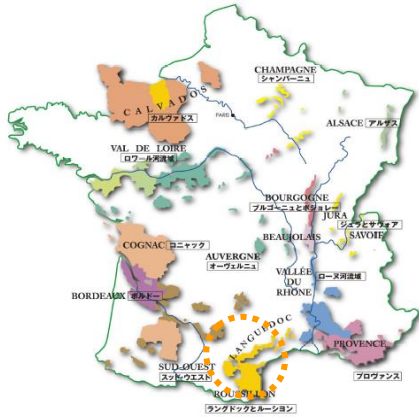 CHAMPAGNE
シャンパーニュ
CALVADOS
カルヴァドス
PARIS
ALSACE アルザス
VAL DE LOIRE
ロワール河流域
BOURGOGNE
ブルゴーニュとボジョレー
JURA
ジュラとサヴォア
SAVOIE
BEAUJOLAIS
COGNAC コニャック
AUVERGNE
オーヴェルニュ
VALLÉE
DU
RHÔNE
ローヌ河流域
BORDEAUX ボルドー
LANGUEDOC
PROVENCE
プロヴァンス
SUD-OUEST
スッド・ウエスト
ROUSSILLON
ラングドックとルーション